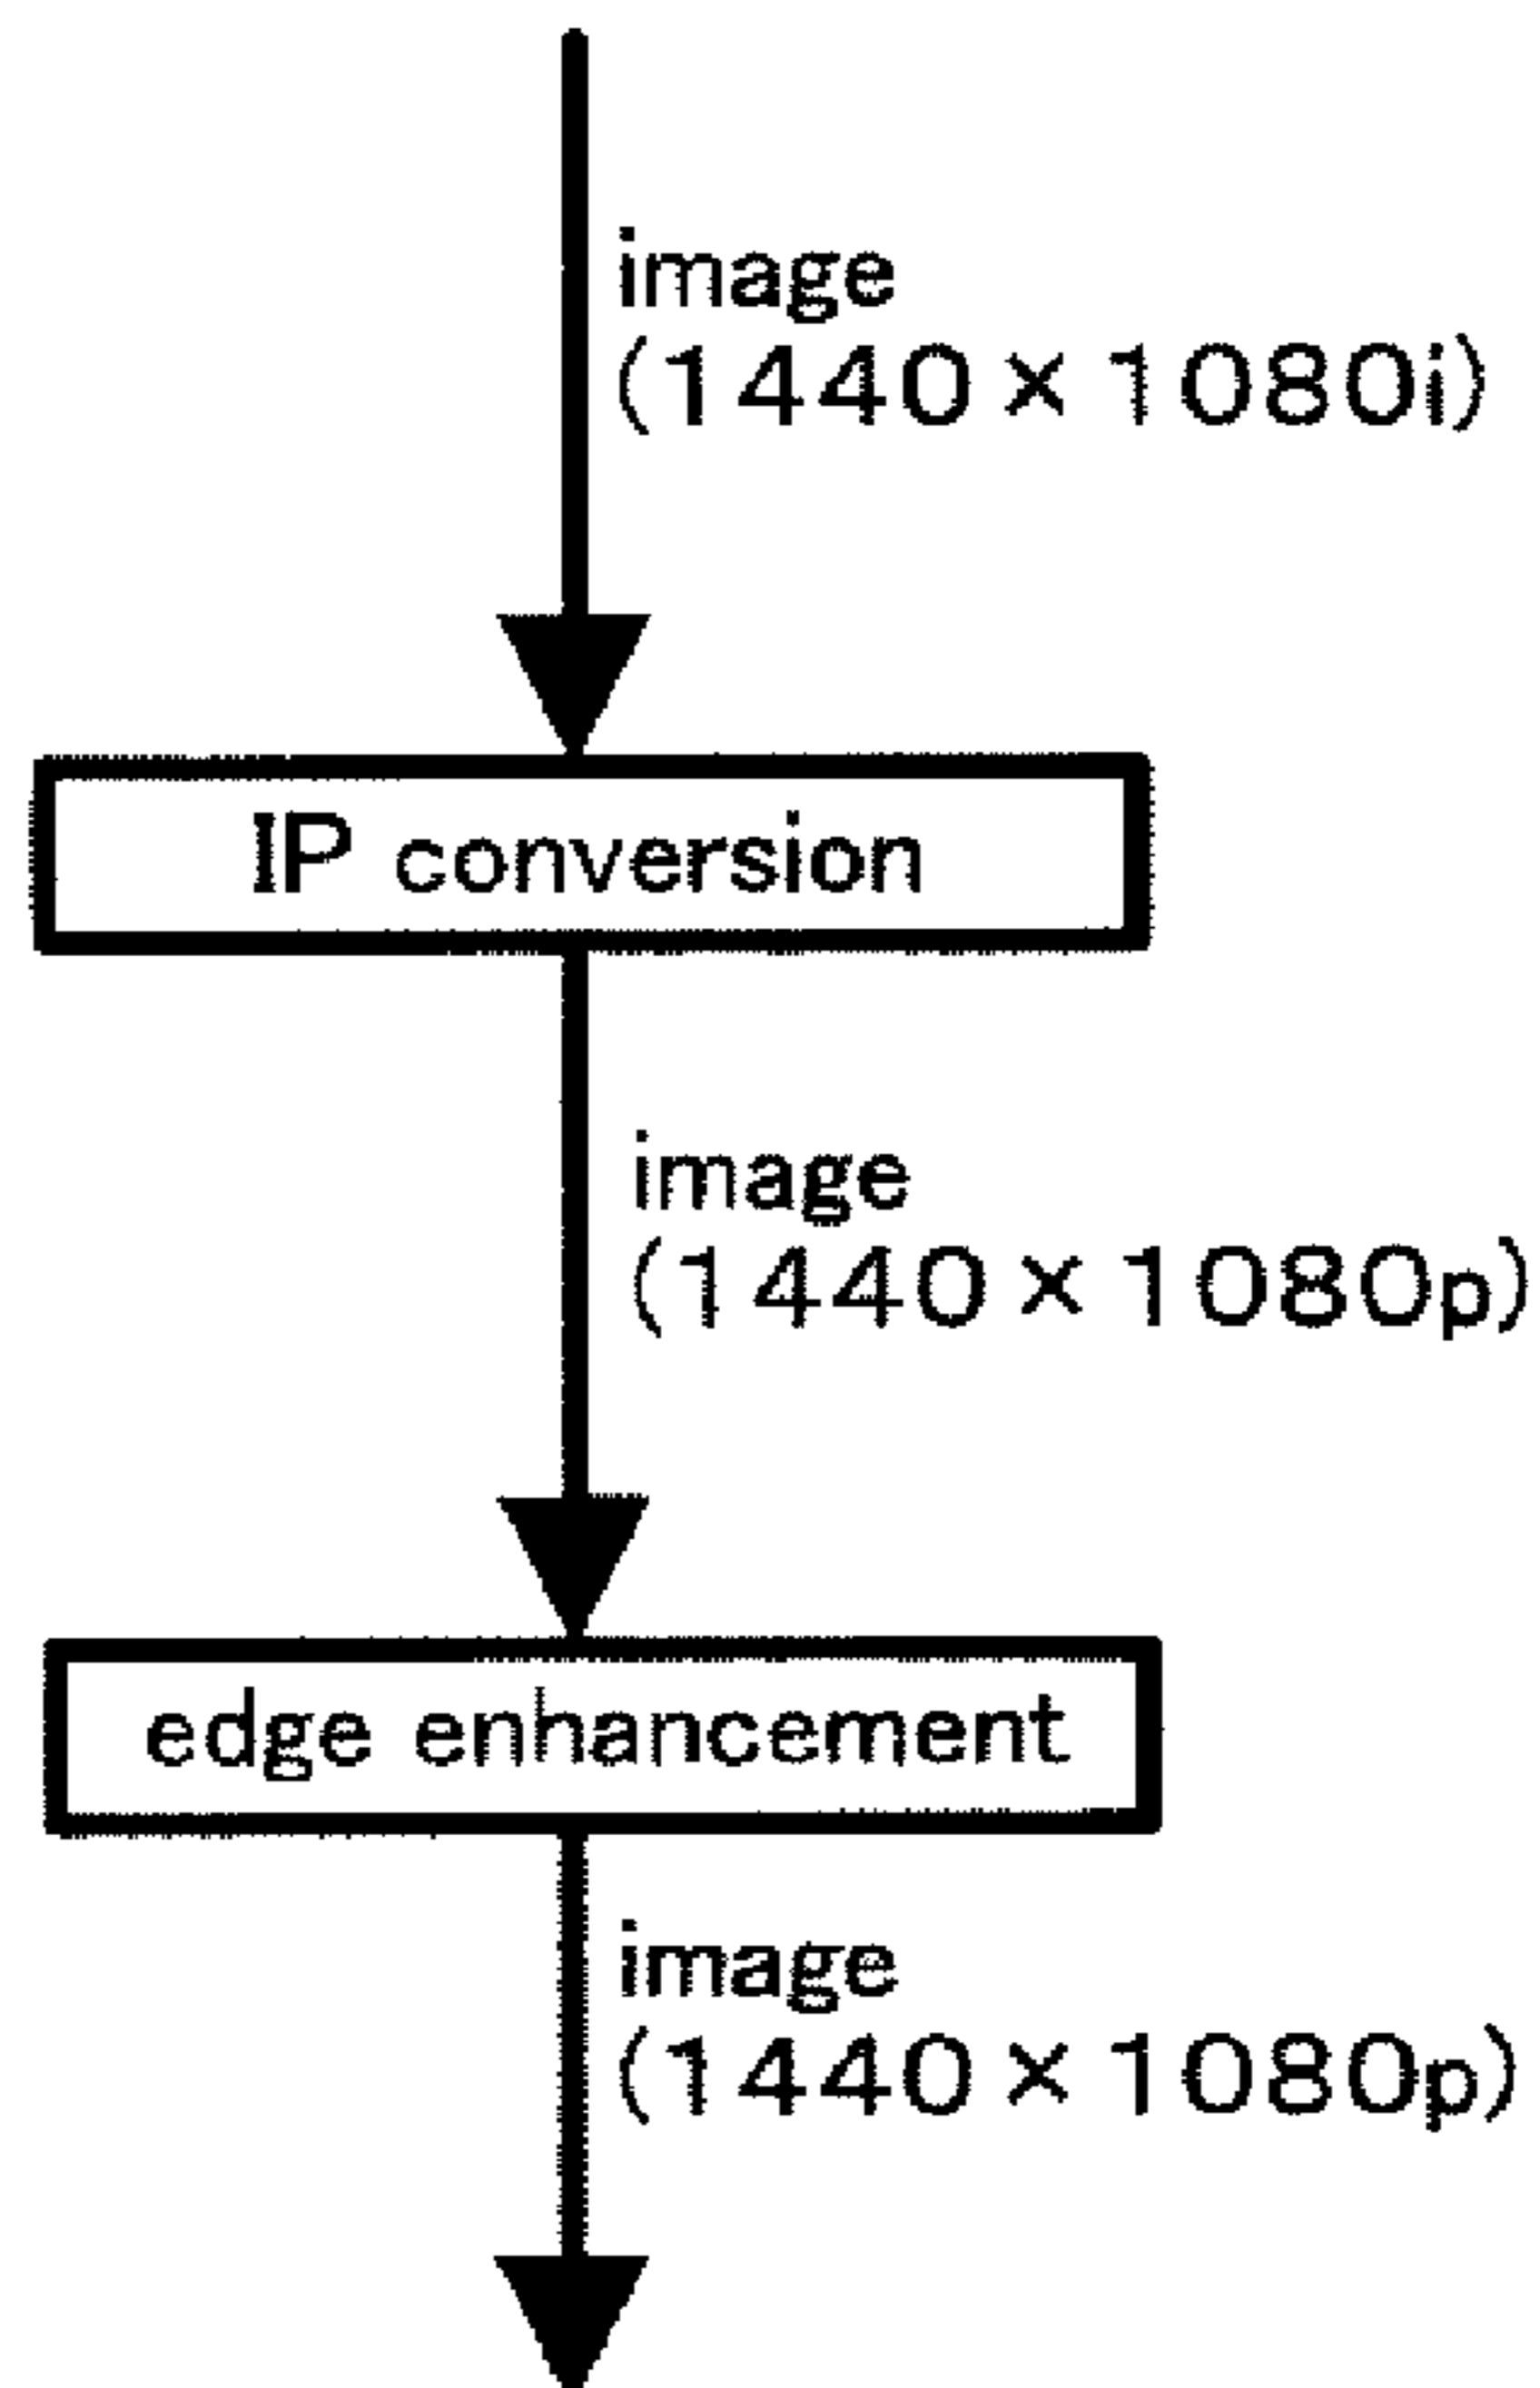 image
(1440×1080i)
IP conversion
image
(1440×1080p)
edge enhancement
image
(1440×1080p)